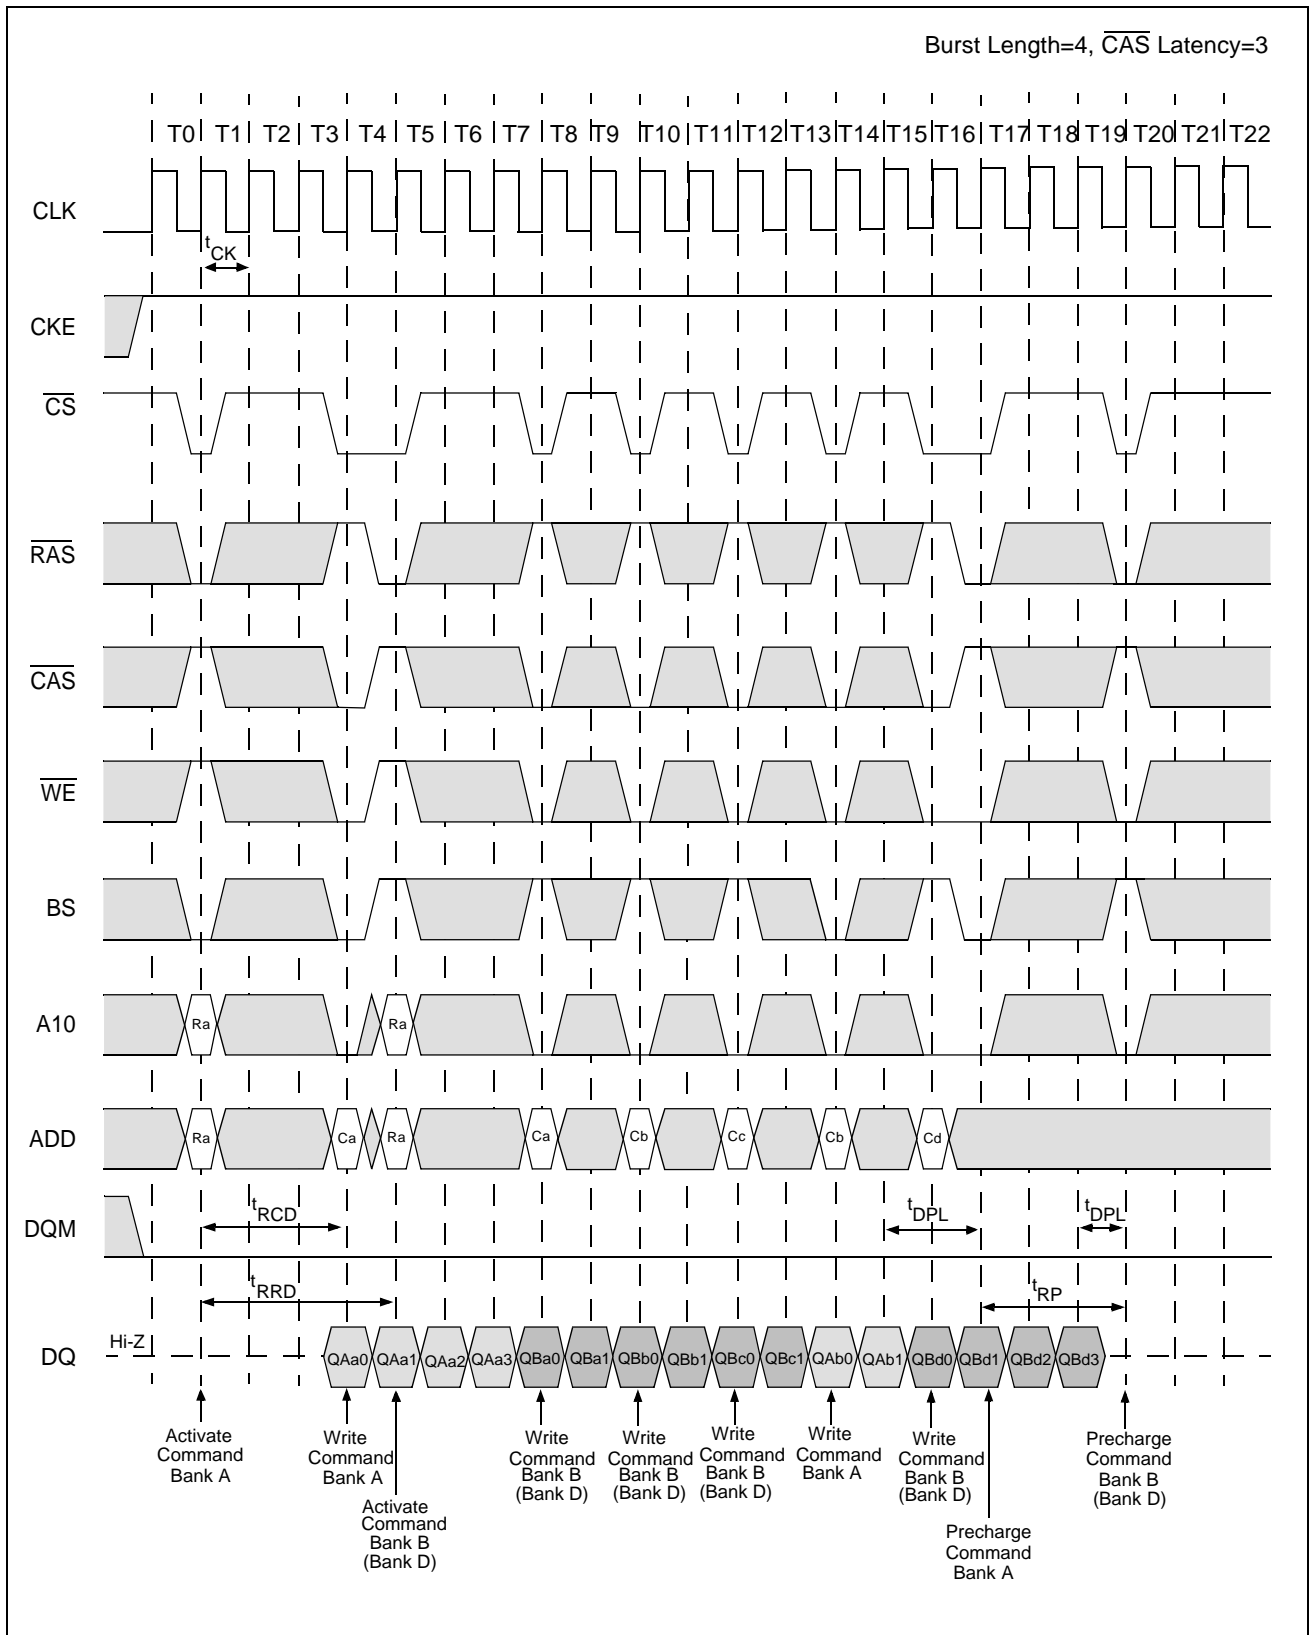 Burst Length=4, CAS Latency=3
T0 T1 T2 T3 T4 T5 T6 T7 T8 T9 T10 T11 T12 T13 T14 T15 T16 T17 T18 T19 T20 T21 T22
CLK
tCK
CKE
CS
RAS
CAS
WE
BS
A10
Ra Ra
ADD
Ra Ca Ra Ca Cb Cc Cb Cd
DQM
tRCD tDPL tDPL
tRRD tRP
DQ
Hi-Z
QAa0 QAa1 QAa2 QAa3 QBa0 QBa1 QBb0 QBb1 QBc0 QBc1 QAb0 QAb1 QBd0 QBd1 QBd2 QBd3
Activate
Command
Bank A
Write
Command
Bank A
Activate
Command
Bank B
(Bank D)
Write
Command
Bank B
(Bank D)
Write
Command
Bank B
(Bank D)
Write
Command
Bank B
(Bank D)
Write
Command
Bank A
Write
Command
Bank B
(Bank D)
Precharge
Command
Bank A
Precharge
Command
Bank B
(Bank D)